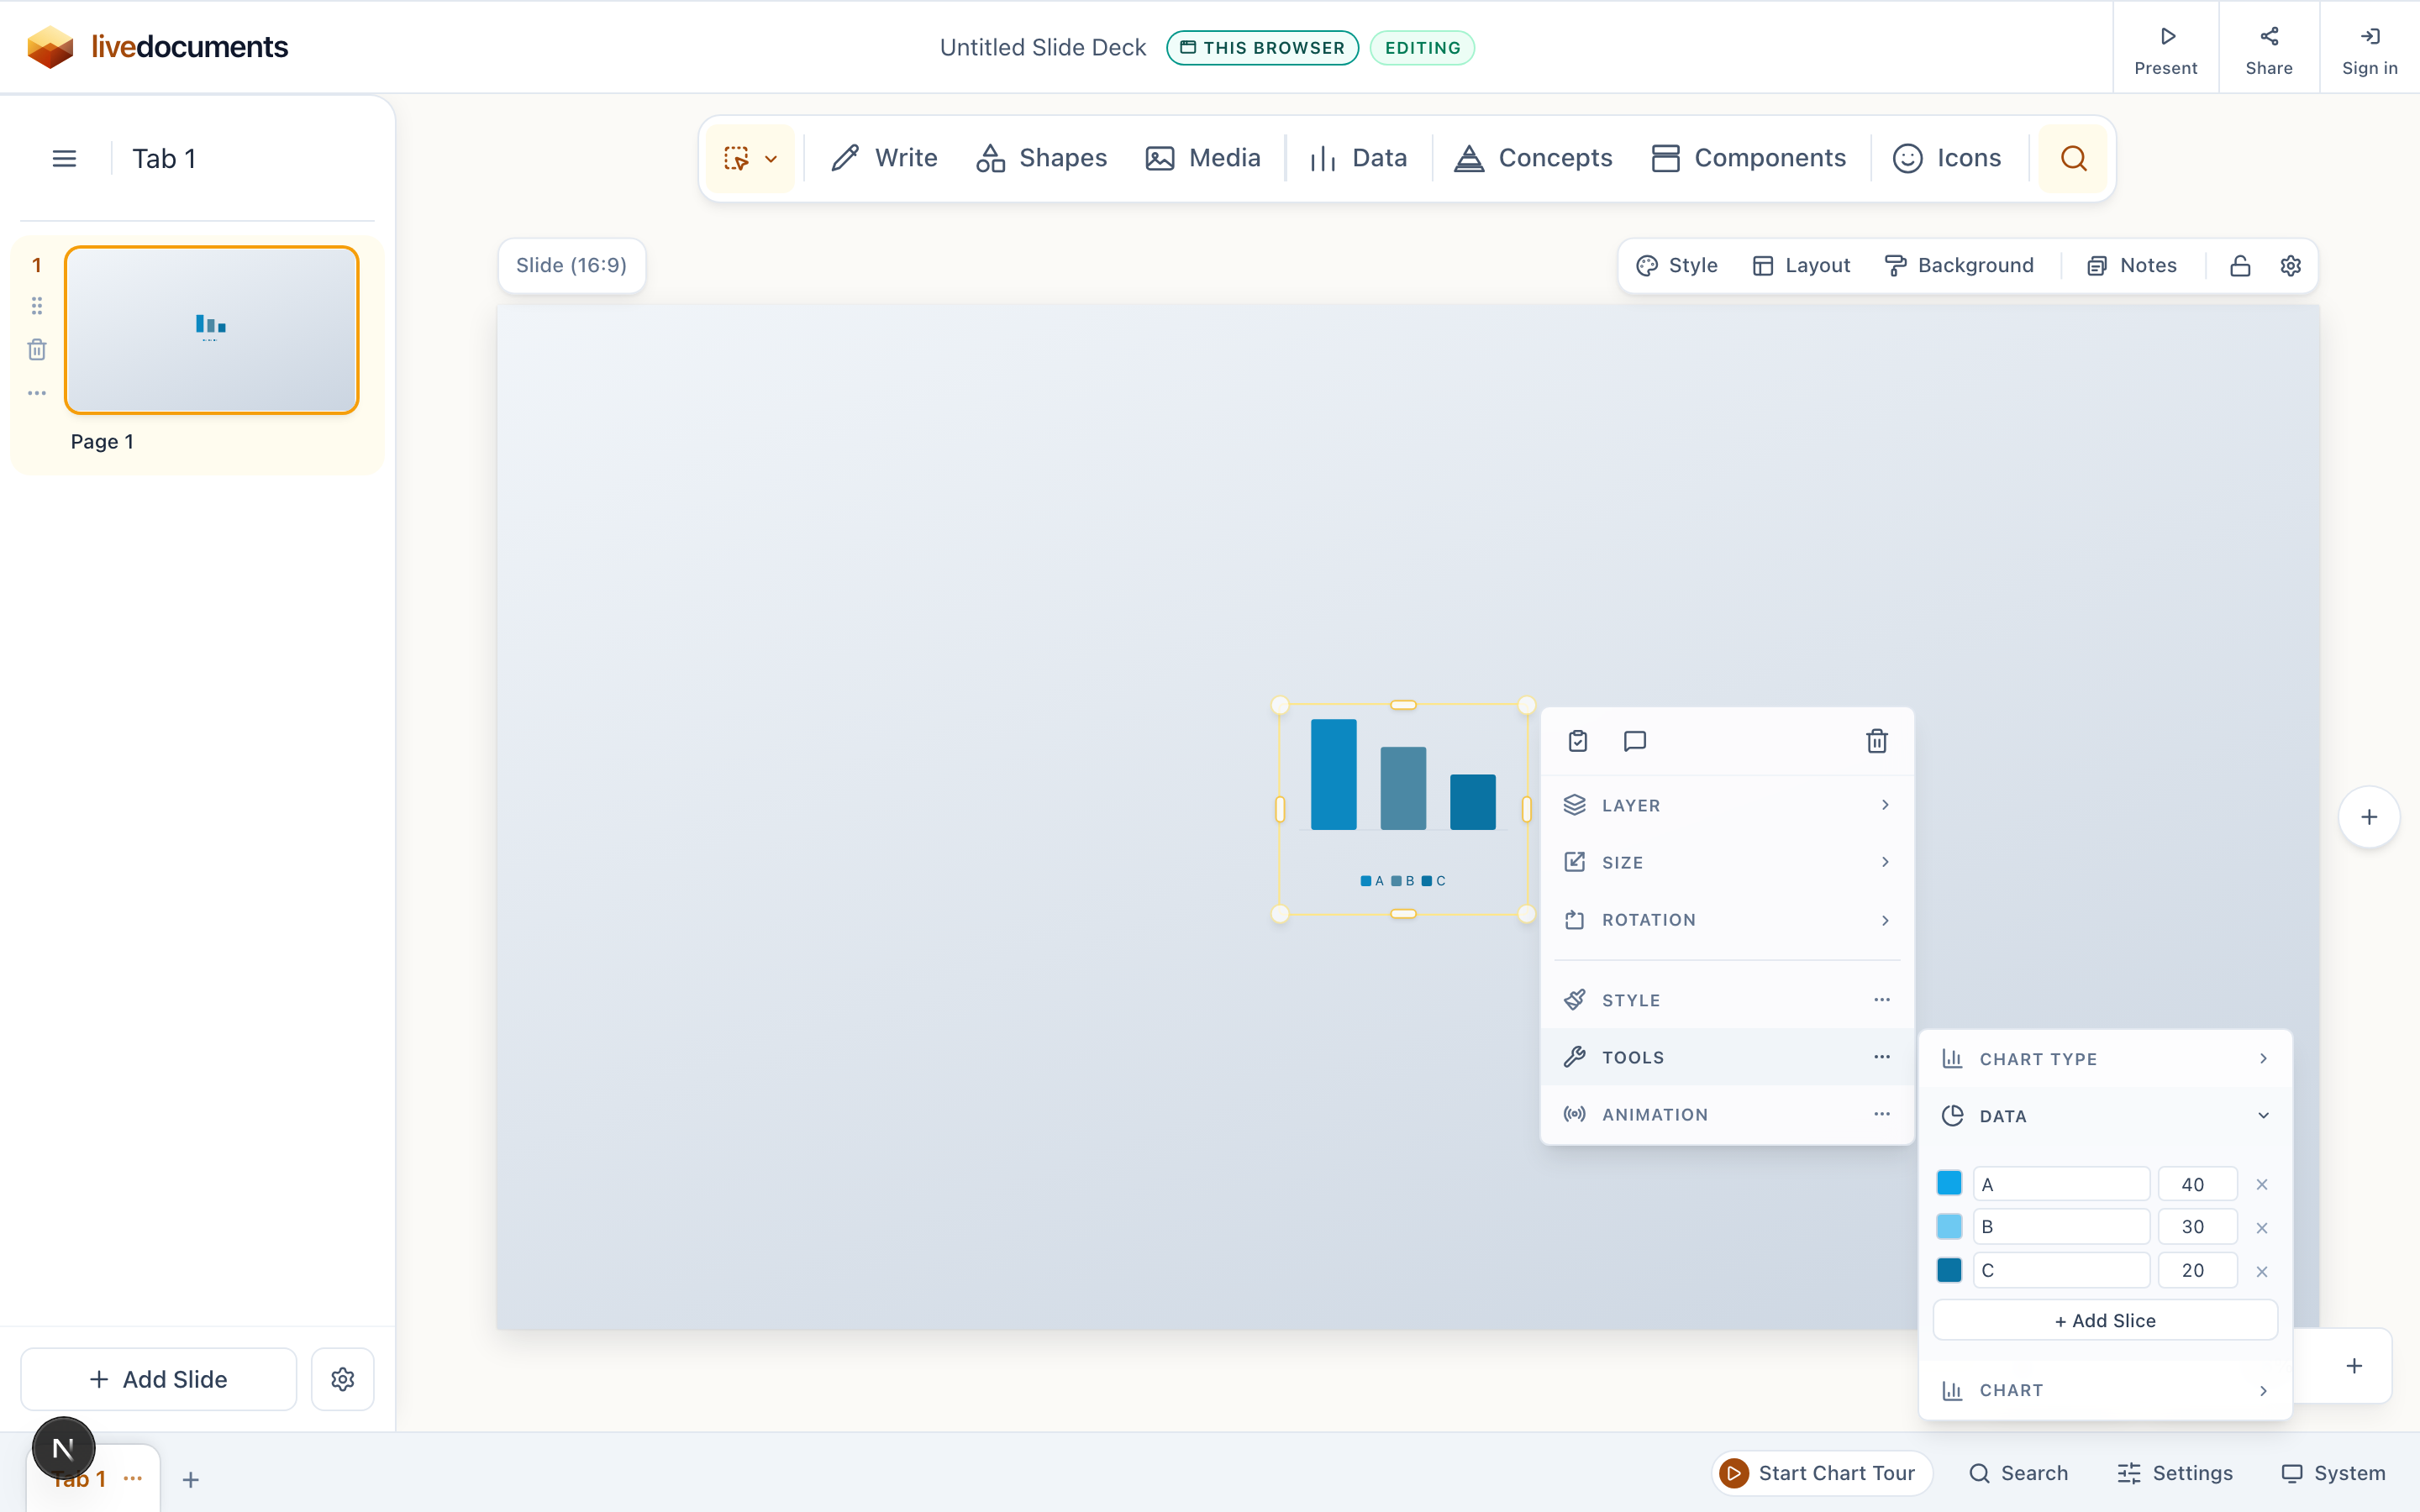 livedocuments
Untitled Slide Deck
THIS BROWSER
EDITING
Present
Share
Sign in
Tab 1
Write
Shapes
Media
Data
Concepts
Components
Icons
1
Page 1
Slide (16:9)
Style
Layout
Background
Notes
A B C
LAYER
SIZE
ROTATION
STYLE
TOOLS
ANIMATION
CHART TYPE
DATA
A 40
B 30
C 20
+ Add Slice
CHART
+ Add Slide
N
Tab 1
Start Chart Tour
Search
Settings
System